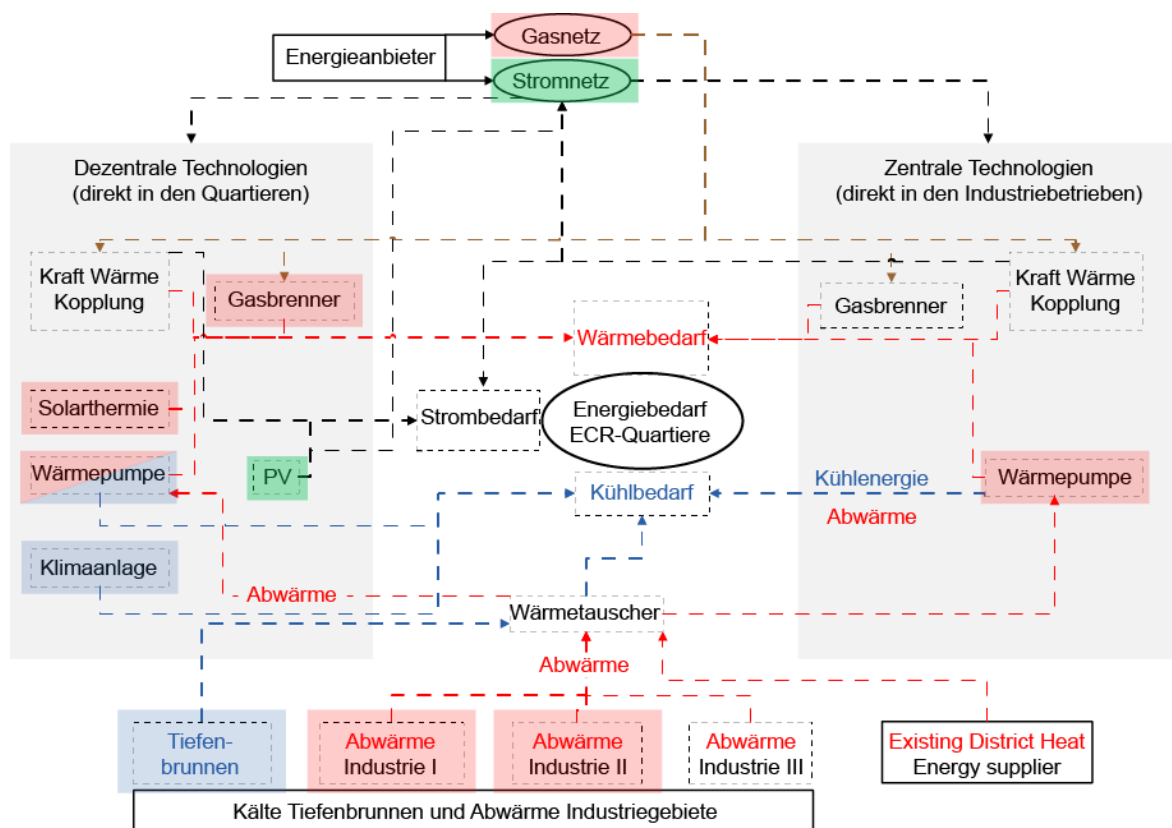 Gasnetz
Energieanbieter
Stromnetz
Dezentrale Technologien
(direkt in den Quartieren)
Zentrale Technologien
(direkt in den Industriebetrieben)
Kraft Wärme
Kopplung
Gasbrenner
Wärmebedarf
Gasbrenner
Kraft Wärme
Kopplung
Solarthermie
Strombedarf
Energiebedarf
ECR-Quartiere
Wärmepumpe
PV
Kühlbedarf
Kühlenergie
Abwärme
Wärmepumpe
Klimaanlage
Abwärme
Wärmetauscher
Abwärme
Tiefen-
brunnen
Abwärme
Industrie I
Abwärme
Industrie II
Abwärme
Industrie III
Existing District Heat
Energy supplier
Kälte Tiefenbrunnen und Abwärme Industriegebiete